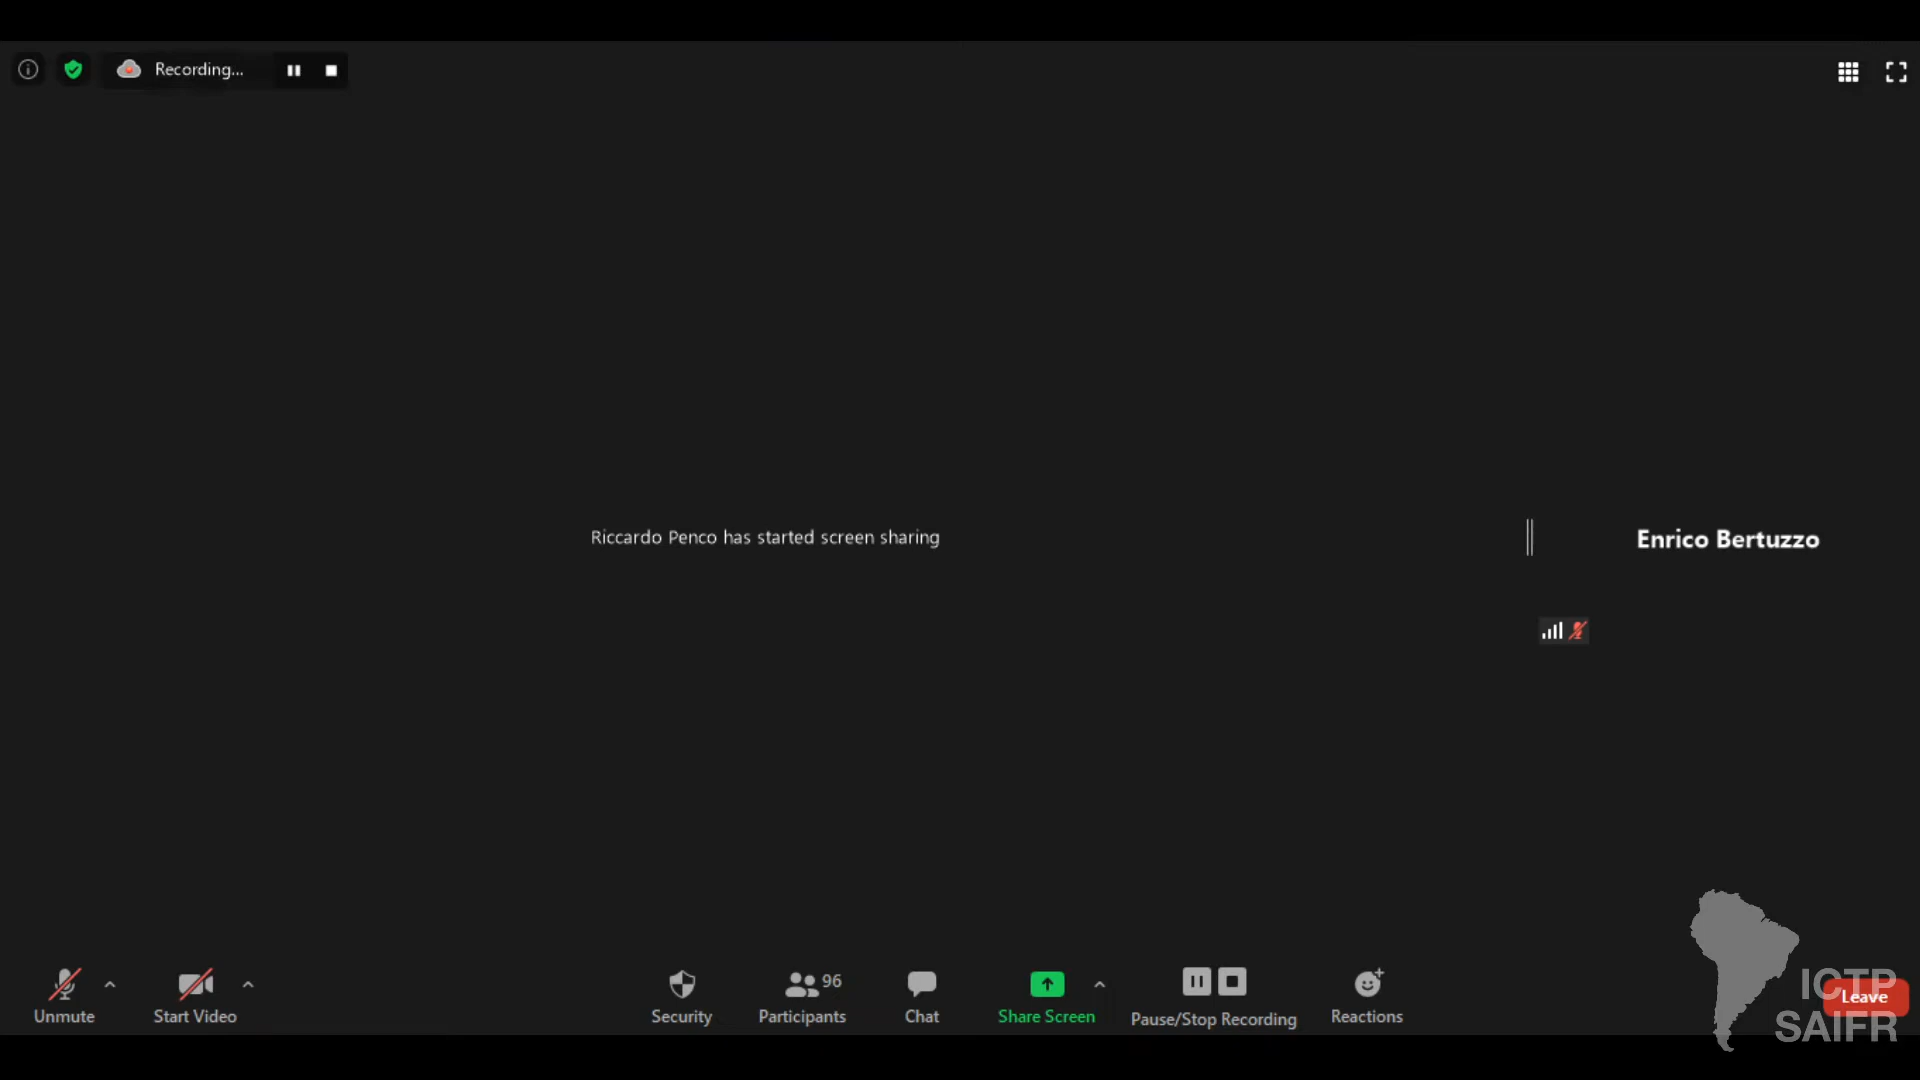 Recording...
Riccardo Penco has started screen sharing
Enrico Bertuzzo
96
Unmute
Start Video
Security
Participants
Chat
Share Screen
Pause/Stop Recording
Reactions
Leave
ICTP
SAIFR